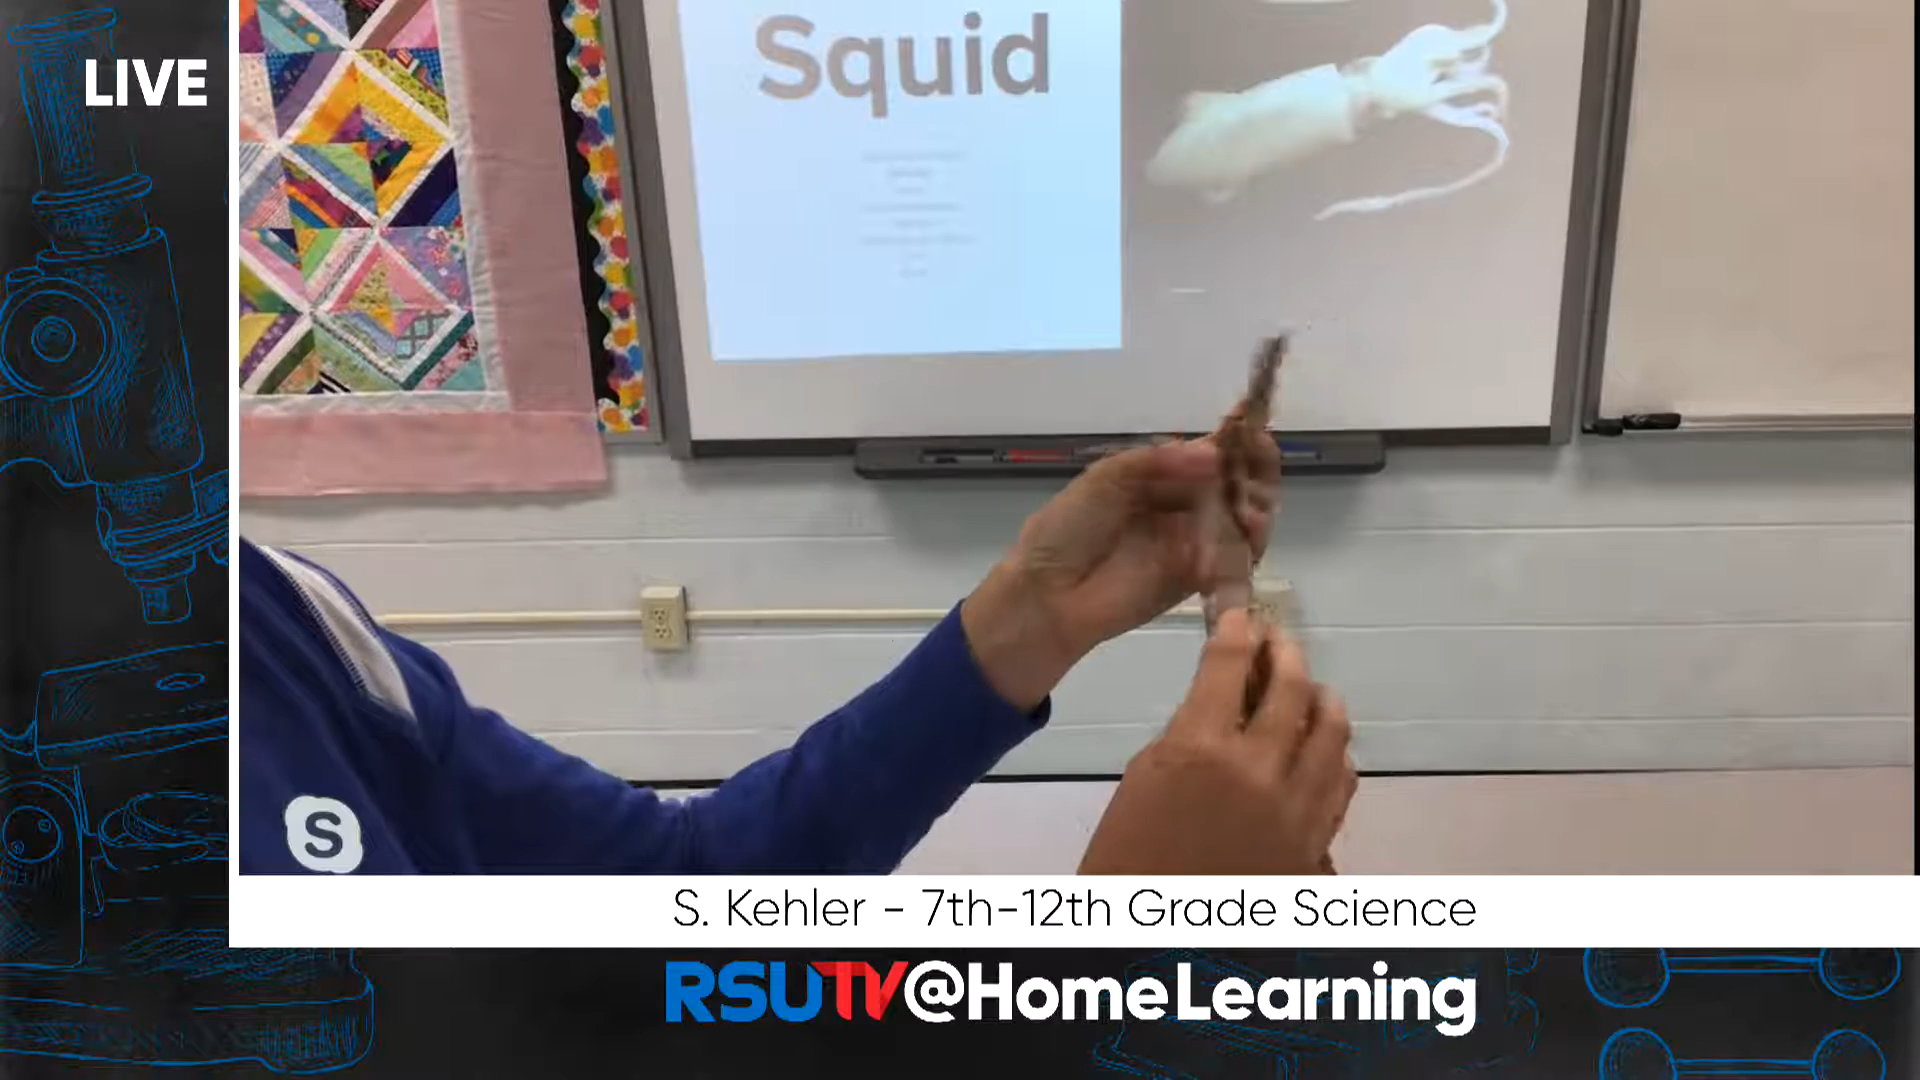 LIVE
Squid
S
S. Kehler - 7th-12th Grade Science
RSUTV@HomeLearning